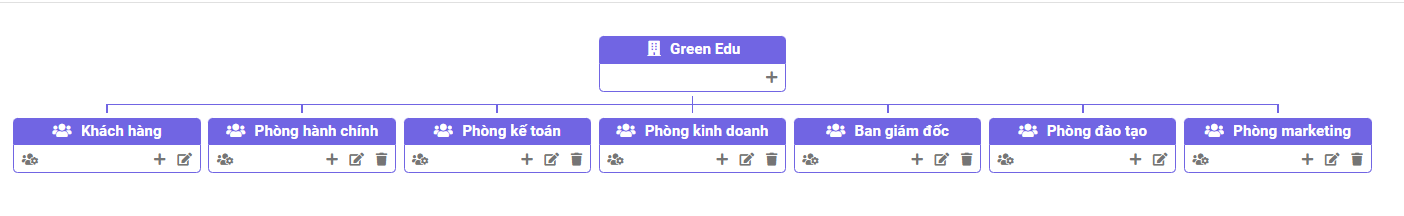 Green Edu
Khách hàng
Phòng hành chính
Phòng kế toán
Phòng kinh doanh
Ban giám đốc
Phòng đào tạo
Phòng marketing